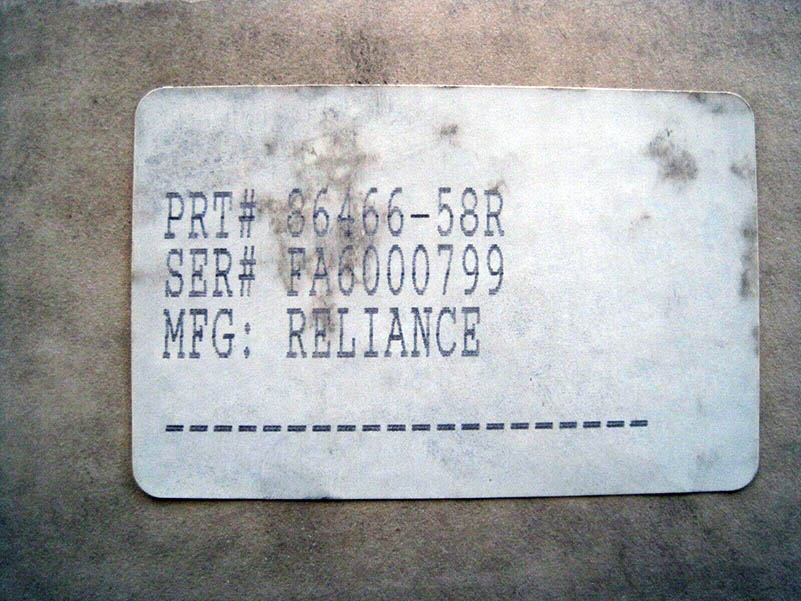 PRT# 86466-58R
SER# FA6000799
MFG: RELIANCE
--------------------